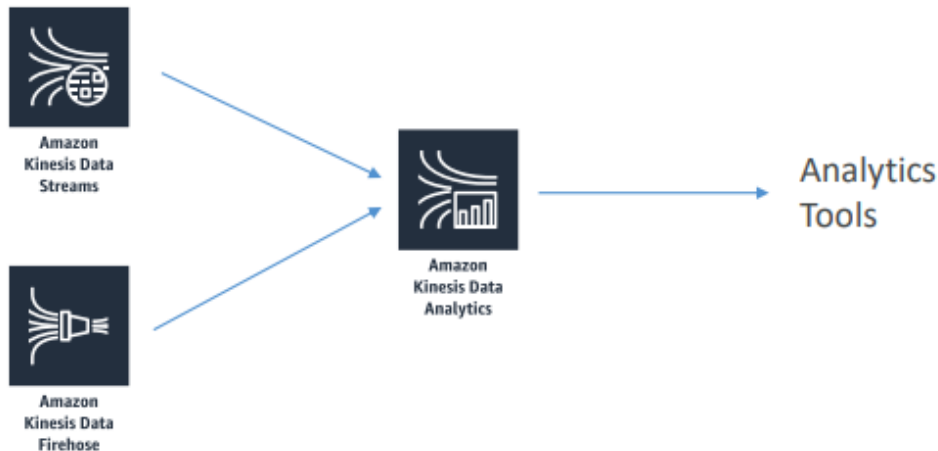 Amazon
Kinesis Data
Streams
Amazon
Kinesis Data
Analytics
Analytics
Tools
Amazon
Kinesis Data
Firehose